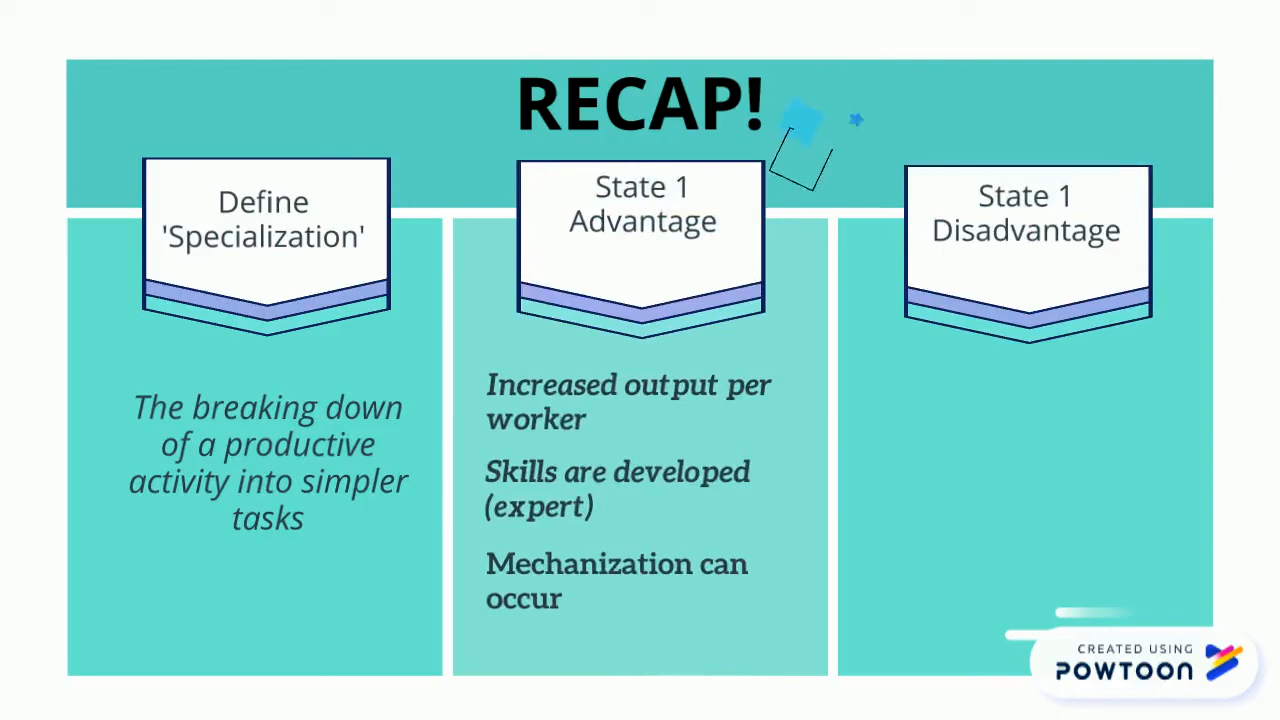 RECAP!
Define
'Specialization'
State 1
Advantage
State 1
Disadvantage
The breaking down
of a productive
activity into simpler
tasks
Increased output per
worker
Skills are developed
(expert)
Mechanization can
occur
CREATED USING
POWTOON